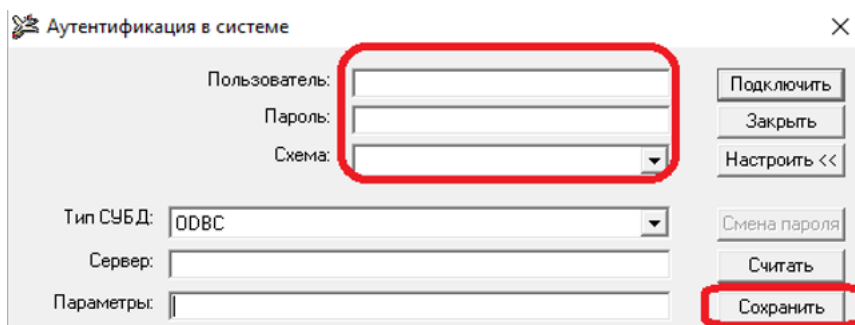 Аутентификация в системе
Пользователь:
Подключить
Пароль:
Закрыть
Схема:
Настроить <<
Тип СУБД:
ODBC
Смена пароля
Сервер:
Считать
Параметры:
Сохранить